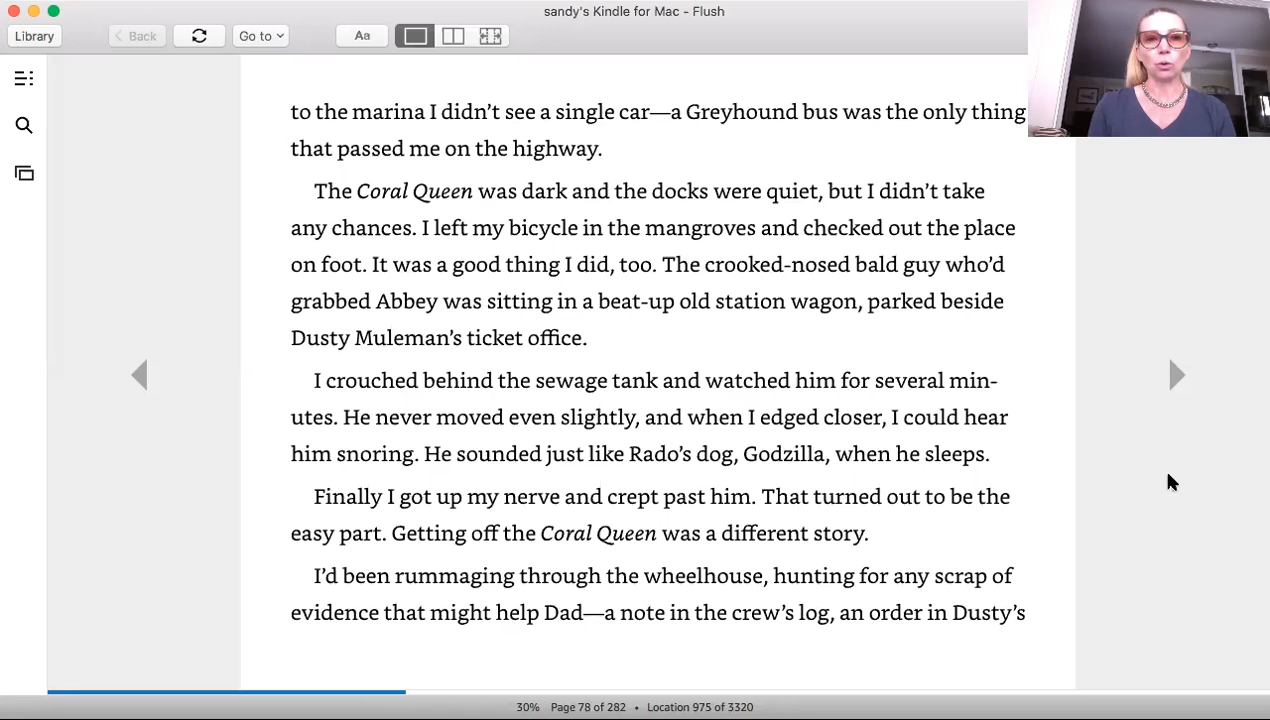 sandy's Kindle for Mac - Flush
Library
Back
Go to
Aa
to the marina I didn’t see a single car—a Greyhound bus was the only thing
that passed me on the highway.
The Coral Queen was dark and the docks were quiet, but I didn’t take
any chances. I left my bicycle in the mangroves and checked out the place
on foot. It was a good thing I did, too. The crooked-nosed bald guy who’d
grabbed Abbey was sitting in a beat-up old station wagon, parked beside
Dusty Muleman’s ticket office.
I crouched behind the sewage tank and watched him for several min-
utes. He never moved even slightly, and when I edged closer, I could hear
him snoring. He sounded just like Rado’s dog, Godzilla, when he sleeps.
Finally I got up my nerve and crept past him. That turned out to be the
easy part. Getting off the Coral Queen was a different story.
I’d been rummaging through the wheelhouse, hunting for any scrap of
evidence that might help Dad—a note in the crew’s log, an order in Dusty’s
30% Page 78 of 282 • Location 975 of 3320